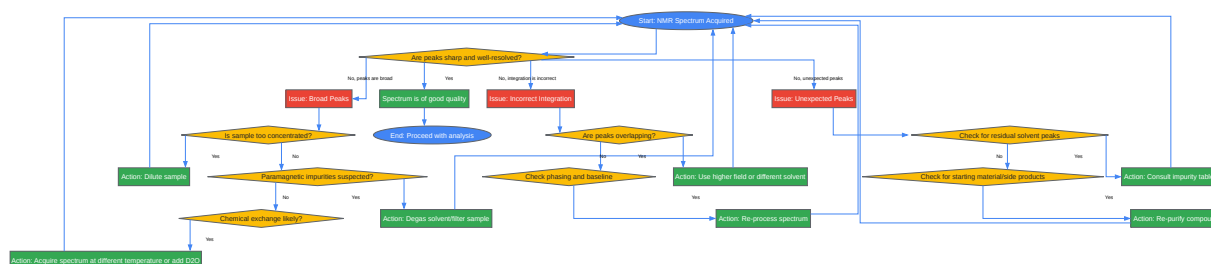 Start: NMR Spectrum Acquired
Are peaks sharp and well-resolved?
No, peaks are broad
Yes
No, integration is incorrect
No, unexpected peaks
Issue: Broad Peaks
Spectrum is of good quality
Issue: Incorrect Integration
Issue: Unexpected Peaks
Is sample too concentrated?
End: Proceed with analysis
Are peaks overlapping?
Check for residual solvent peaks
Yes
No
No
Yes
No
Yes
Action: Dilute sample
Paramagnetic impurities suspected?
Check phasing and baseline
Action: Use higher field or different solvent
Check for starting material/side products
Action: Consult impurity table
No
Yes
Yes
Yes
Chemical exchange likely?
Action: Degas solvent/filter sample
Action: Re-process spectrum
Action: Re-purify compou
Yes
Action: Acquire spectrum at different temperature or add D2O